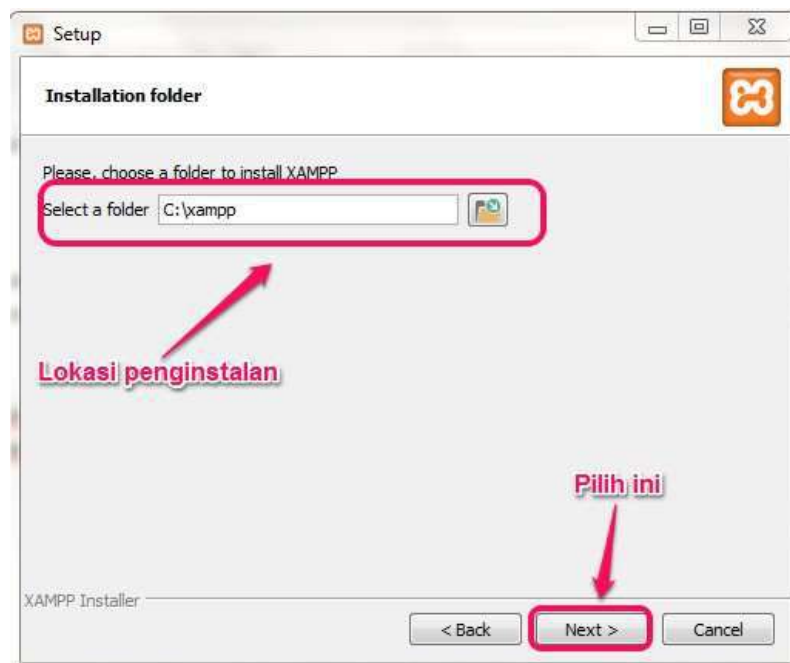 Setup
Installation folder
Please, choose a folder to install XAMPP
Select a folder C:\xampp
Lokasi penginstalan
Pilih ini
XAMPP Installer
< Back Next > Cancel